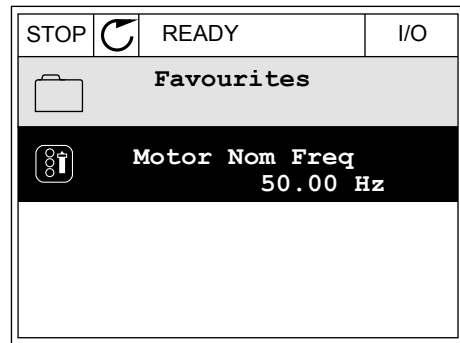 STOP READY I/O
Favourites
Motor Nom Freq
50.00 Hz